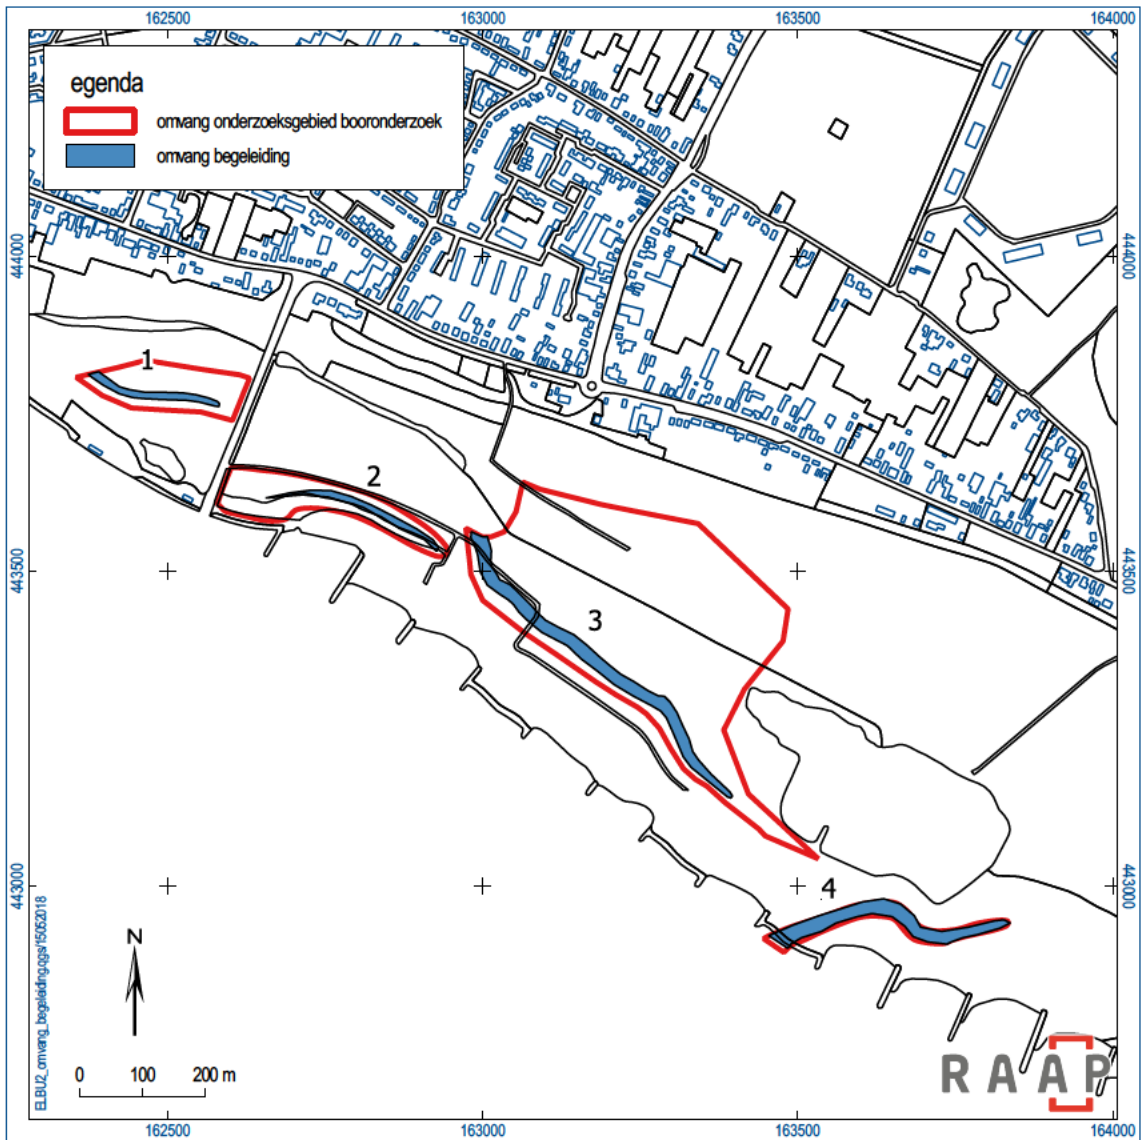 162500 163000 163500 164000
egenda
omvang onderzoeksgebied booronderzoek
omvang begeleiding
444000 444000
1
2
443500 443500
3
443000 443000
4
ELBU2_omvang_begeleiding.qgs/15052018
N
0 100 200 m
RAAP
162500 163000 163500 164000